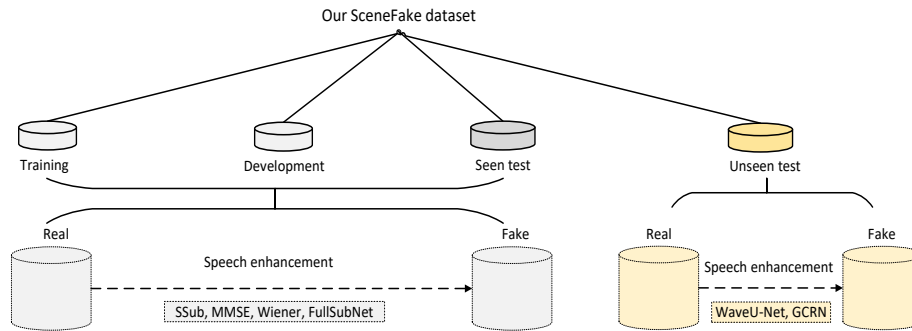 Our SceneFake dataset
Training
Development
Seen test
Unseen test
Real
Fake
Real
Fake
Speech enhancement
Speech enhancement
SSub, MMSE, Wiener, FullSubNet
WaveU-Net, GCRN